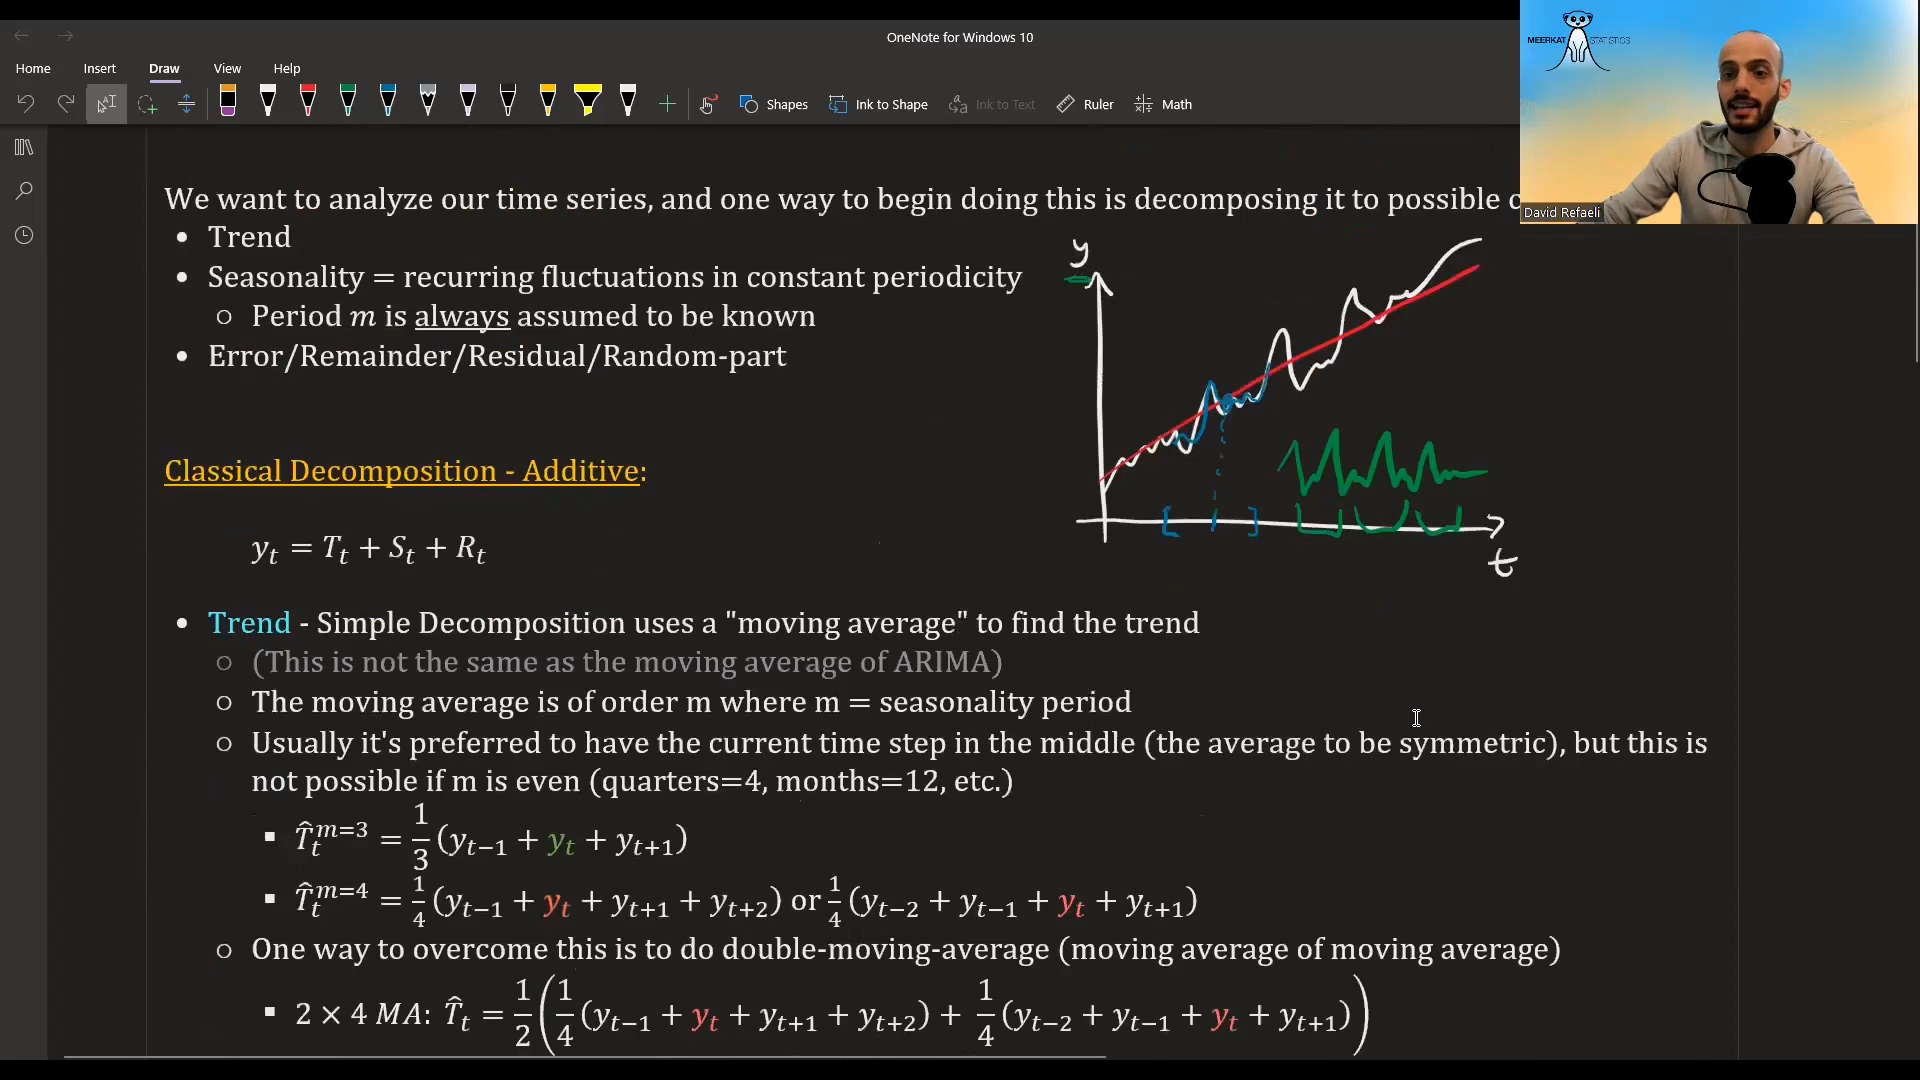 OneNote for Windows 10
MEERKAT STATISTICS
David Refaeli
Home Insert Draw View Help
Shapes Ink to Shape Ink to Text Ruler Math
We want to analyze our time series, and one way to begin doing this is decomposing it to possible
• Trend
• Seasonality = recurring fluctuations in constant periodicity
○ Period m is always assumed to be known
• Error/Remainder/Residual/Random-part
y
t
Classical Decomposition - Additive:
y_t = T_t + S_t + R_t
• Trend - Simple Decomposition uses a "moving average" to find the trend
○ (This is not the same as the moving average of ARIMA)
○ The moving average is of order m where m = seasonality period
○ Usually it's preferred to have the current time step in the middle (the average to be symmetric), but this is
not possible if m is even (quarters=4, months=12, etc.)
▪ T̂_t^{m=3} = 1/3 (y_{t−1} + y_t + y_{t+1})
▪ T̂_t^{m=4} = 1/4 (y_{t−1} + y_t + y_{t+1} + y_{t+2}) or 1/4 (y_{t−2} + y_{t−1} + y_t + y_{t+1})
○ One way to overcome this is to do double-moving-average (moving average of moving average)
▪ 2 × 4 MA: T̂_t = 1/2 (1/4 (y_{t−1} + y_t + y_{t+1} + y_{t+2}) + 1/4 (y_{t−2} + y_{t−1} + y_t + y_{t+1}))